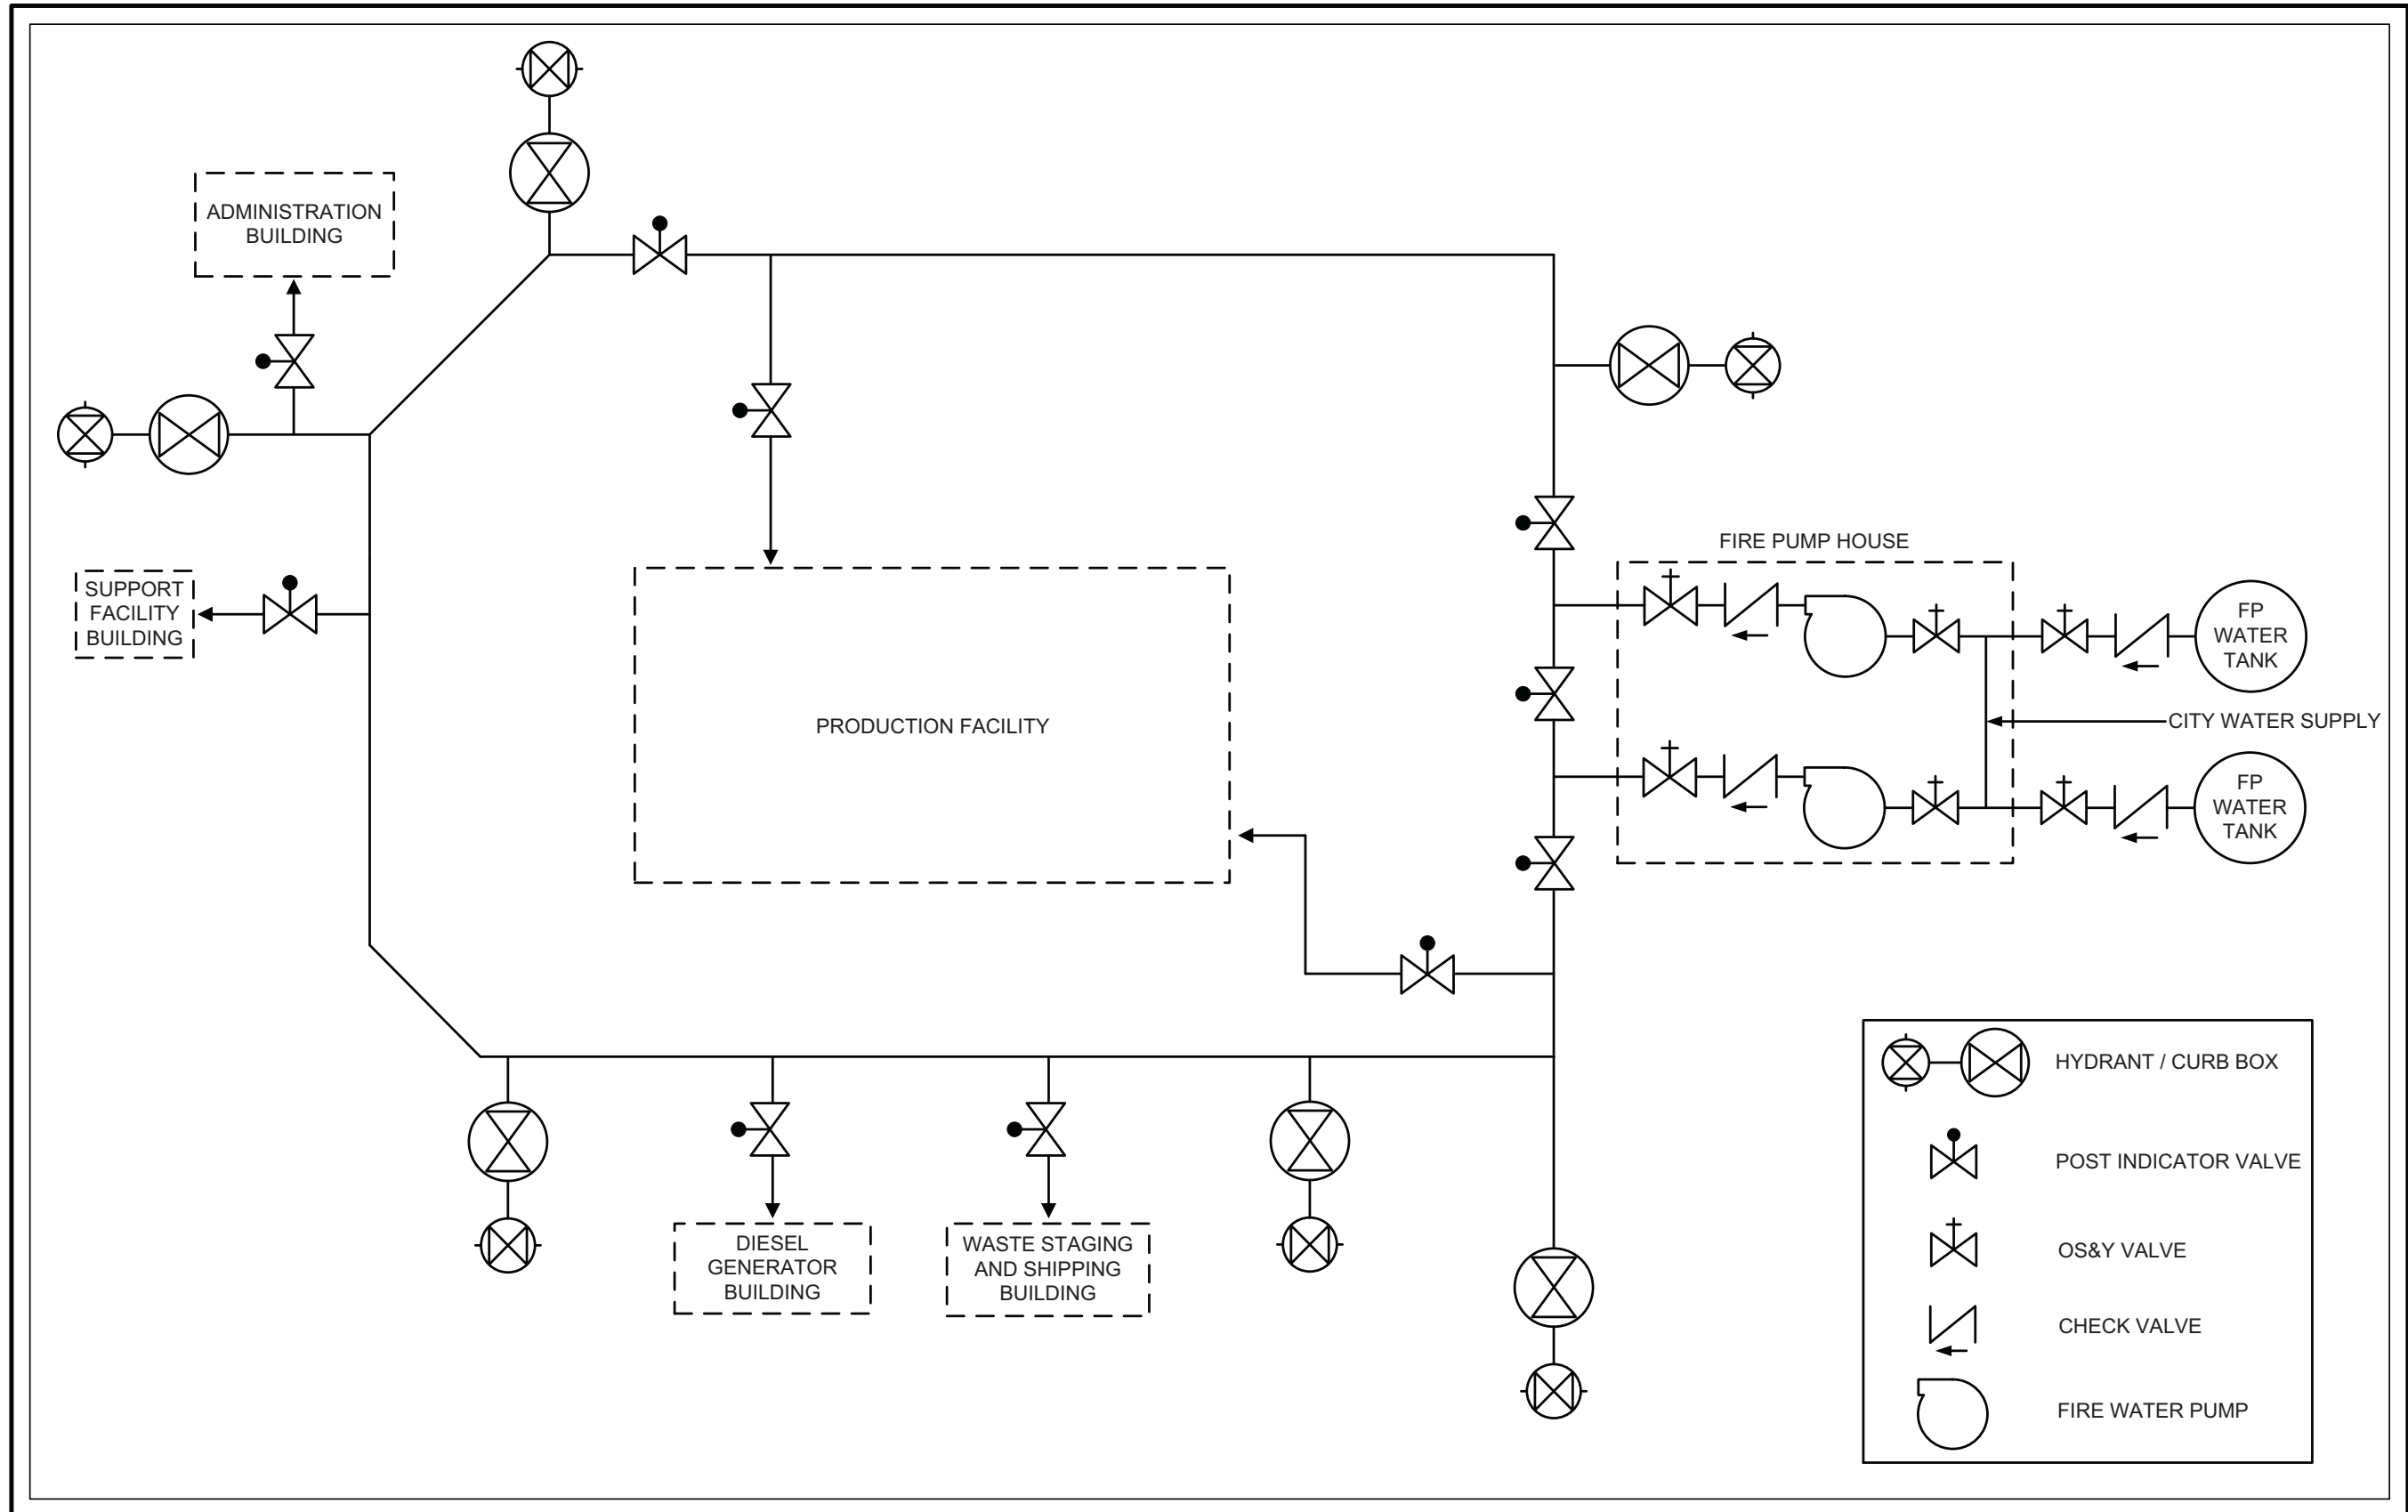 ADMINISTRATION
BUILDING
SUPPORT
FACILITY
BUILDING
PRODUCTION FACILITY
FIRE PUMP HOUSE
FP
WATER
TANK
CITY WATER SUPPLY
FP
WATER
TANK
DIESEL
GENERATOR
BUILDING
WASTE STAGING
AND SHIPPING
BUILDING
HYDRANT / CURB BOX
POST INDICATOR VALVE
OS&Y VALVE
CHECK VALVE
FIRE WATER PUMP